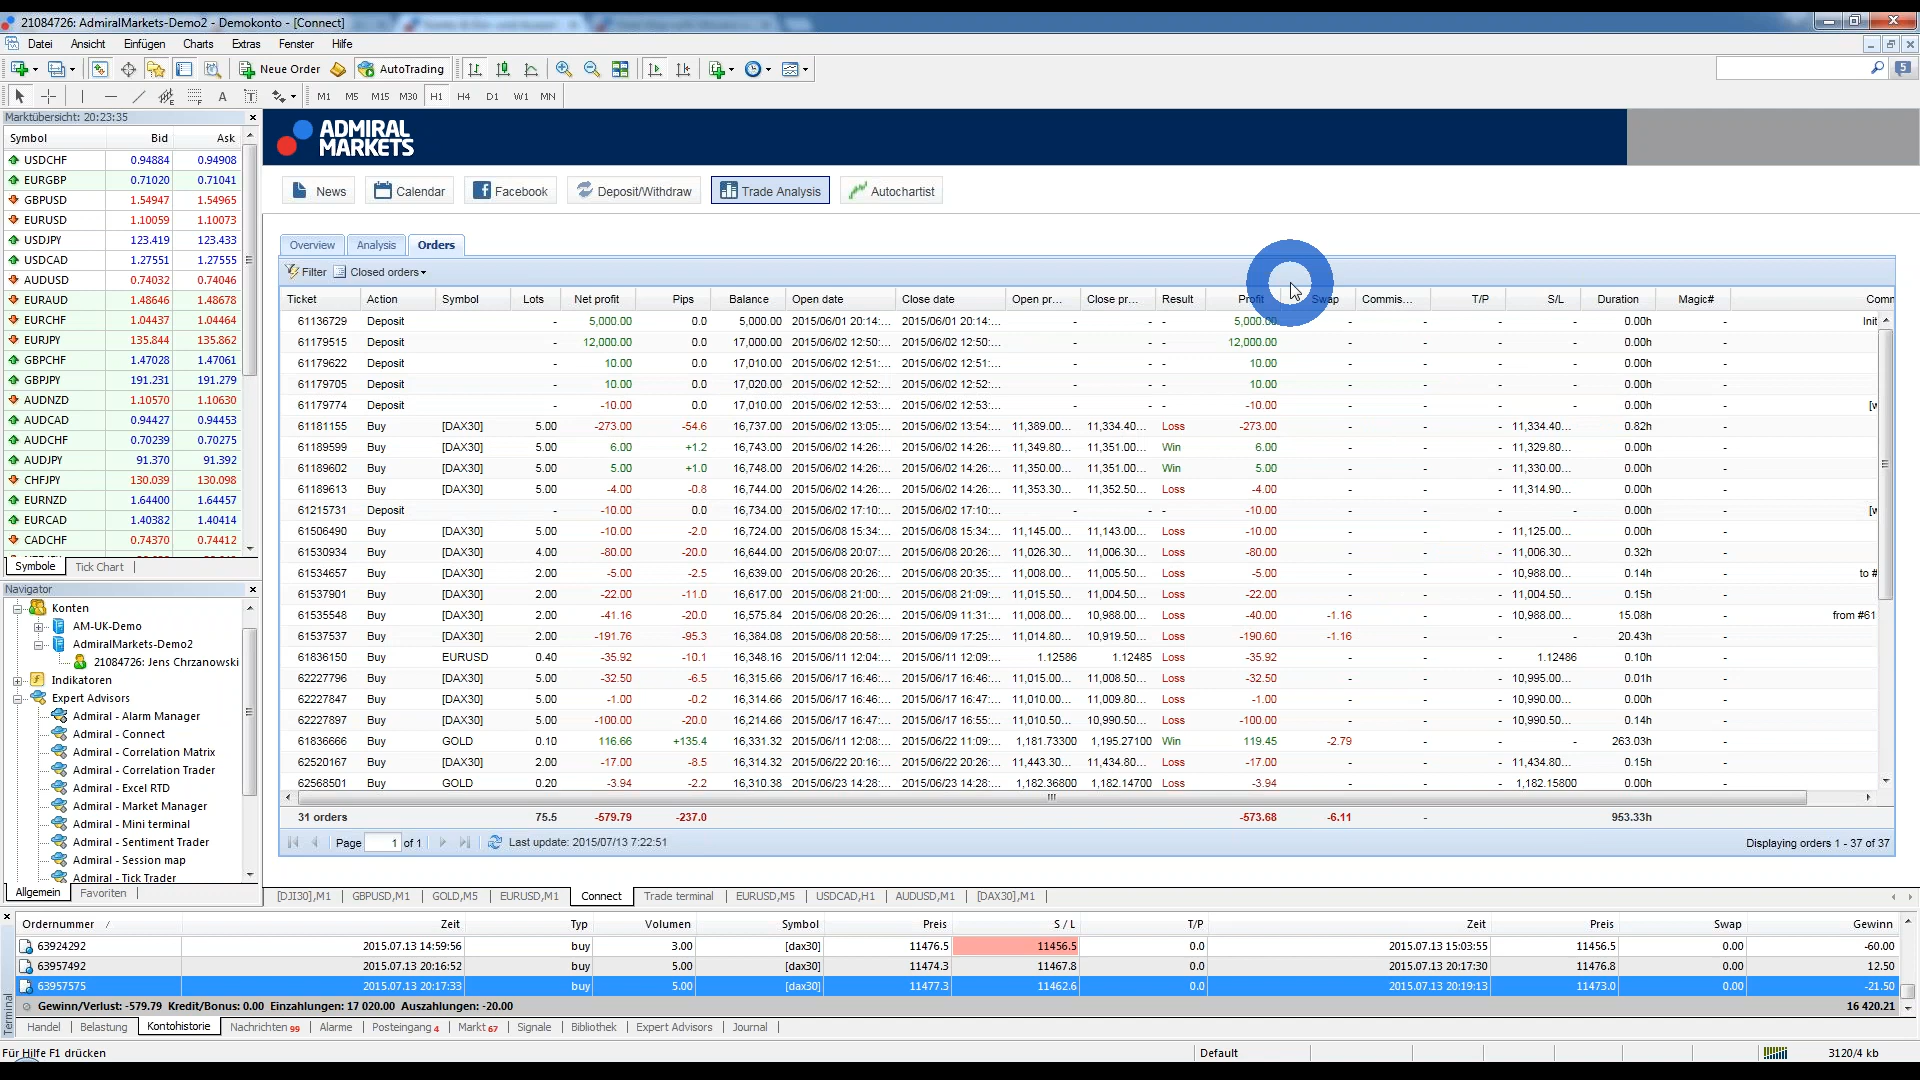 21084726: AdmiralMarkets-Demo2 - Demokonto - [Connect]
Datei Ansicht Einfügen Charts Extras Fenster Hilfe
Neue Order AutoTrading 5
M1 M5 M15 M30 H1 H4 D1 W1 MN
Marktübersicht: 20:23:35
Symbol Bid Ask
USDCHF 0.94884 0.94908
EURGBP 0.71020 0.71041
GBPUSD 1.54947 1.54965
EURUSD 1.10059 1.10073
USDJPY 123.419 123.433
USDCAD 1.27551 1.27555
AUDUSD 0.74032 0.74046
EURAUD 1.48646 1.48678
EURCHF 1.04437 1.04464
EURJPY 135.844 135.862
GBPCHF 1.47028 1.47061
GBPJPY 191.231 191.279
AUDNZD 1.10570 1.10630
AUDCAD 0.94427 0.94453
AUDCHF 0.70239 0.70275
AUDJPY 91.370 91.392
CHFJPY 130.039 130.098
EURNZD 1.64400 1.64457
EURCAD 1.40382 1.40414
CADCHF 0.74370 0.74412
Symbole Tick Chart
Navigator
Konten
AM-UK-Demo
AdmiralMarkets-Demo2
21084726: Jens Chrzanowski
Indikatoren
Expert Advisors
Admiral - Alarm Manager
Admiral - Connect
Admiral - Correlation Matrix
Admiral - Correlation Trader
Admiral - Excel RTD
Admiral - Market Manager
Admiral - Mini terminal
Admiral - Sentiment Trader
Admiral - Session map
Admiral - Tick Trader
Allgemein Favoriten
ADMIRAL
MARKETS
News Calendar Facebook Deposit/Withdraw Trade Analysis Autochartist
Overview Analysis Orders
Filter Closed orders
Ticket Action Symbol Lots Net profit Pips Balance Open date Close date Open pr... Close pr... Result Profit Swap Commis... T/P S/L Duration Magic# Comn
61136729 Deposit - 5,000.00 0.0 5,000.00 2015/06/01 20:14:... 2015/06/01 20:14:... - - - 5,000.00 - - - - 0.00h - Init
61179515 Deposit - 12,000.00 0.0 17,000.00 2015/06/02 12:50:... 2015/06/02 12:50:... - - - 12,000.00 - - - - 0.00h -
61179622 Deposit - 10.00 0.0 17,010.00 2015/06/02 12:51:... 2015/06/02 12:51:... - - - 10.00 - - - - 0.00h -
61179705 Deposit - 10.00 0.0 17,020.00 2015/06/02 12:52:... 2015/06/02 12:52:... - - - 10.00 - - - - 0.00h -
61179774 Deposit - -10.00 0.0 17,010.00 2015/06/02 12:53:... 2015/06/02 12:53:... - - - -10.00 - - - - 0.00h - [w
61181155 Buy [DAX30] 5.00 -273.00 -54.6 16,737.00 2015/06/02 13:05:... 2015/06/02 13:54:... 11,389.00... 11,334.40... Loss -273.00 - - - 11,334.40... 0.82h -
61189599 Buy [DAX30] 5.00 6.00 +1.2 16,743.00 2015/06/02 14:26:... 2015/06/02 14:26:... 11,349.80... 11,351.00... Win 6.00 - - - 11,329.80... 0.00h -
61189602 Buy [DAX30] 5.00 5.00 +1.0 16,748.00 2015/06/02 14:26:... 2015/06/02 14:26:... 11,350.00... 11,351.00... Win 5.00 - - - 11,330.00... 0.00h -
61189613 Buy [DAX30] 5.00 -4.00 -0.8 16,744.00 2015/06/02 14:26:... 2015/06/02 14:26:... 11,353.30... 11,352.50... Loss -4.00 - - - 11,314.90... 0.00h -
61215731 Deposit - -10.00 0.0 16,734.00 2015/06/02 17:10:... 2015/06/02 17:10:... - - - -10.00 - - - - 0.00h - [w
61506490 Buy [DAX30] 5.00 -10.00 -2.0 16,724.00 2015/06/08 15:34:... 2015/06/08 15:34:... 11,145.00... 11,143.00... Loss -10.00 - - - 11,125.00... 0.00h -
61530934 Buy [DAX30] 4.00 -80.00 -20.0 16,644.00 2015/06/08 20:07:... 2015/06/08 20:26:... 11,026.30... 11,006.30... Loss -80.00 - - - 11,006.30... 0.32h -
61534657 Buy [DAX30] 2.00 -5.00 -2.5 16,639.00 2015/06/08 20:26:... 2015/06/08 20:35:... 11,008.00... 11,005.50... Loss -5.00 - - - 10,988.00... 0.14h - to #
61537901 Buy [DAX30] 2.00 -22.00 -11.0 16,617.00 2015/06/08 21:00:... 2015/06/08 21:09:... 11,015.50... 11,004.50... Loss -22.00 - - - 11,004.50... 0.15h -
61535548 Buy [DAX30] 2.00 -41.16 -20.0 16,575.84 2015/06/08 20:26:... 2015/06/09 11:31:... 11,008.00... 10,988.00... Loss -40.00 -1.16 - - 10,988.00... 15.08h - from #61
61537537 Buy [DAX30] 2.00 -191.76 -95.3 16,384.08 2015/06/08 20:58:... 2015/06/09 17:25:... 11,014.80... 10,919.50... Loss -190.60 -1.16 - - - 20.43h -
61836150 Buy EURUSD 0.40 -35.92 -10.1 16,348.16 2015/06/11 12:04:... 2015/06/11 12:09:... 1.12586 1.12485 Loss -35.92 - - - 1.12486 0.10h -
62227796 Buy [DAX30] 5.00 -32.50 -6.5 16,315.66 2015/06/17 16:46:... 2015/06/17 16:46:... 11,015.00... 11,008.50... Loss -32.50 - - - 10,995.00... 0.01h -
62227847 Buy [DAX30] 5.00 -1.00 -0.2 16,314.66 2015/06/17 16:46:... 2015/06/17 16:47:... 11,010.00... 11,009.80... Loss -1.00 - - - 10,990.00... 0.00h -
62227897 Buy [DAX30] 5.00 -100.00 -20.0 16,214.66 2015/06/17 16:47:... 2015/06/17 16:55:... 11,010.50... 10,990.50... Loss -100.00 - - - 10,990.50... 0.14h -
61836666 Buy GOLD 0.10 116.66 +135.4 16,331.32 2015/06/11 12:08:... 2015/06/22 11:09:... 1,181.73300 1,195.27100 Win 119.45 -2.79 - - - 263.03h -
62520167 Buy [DAX30] 2.00 -17.00 -8.5 16,314.32 2015/06/22 20:16:... 2015/06/22 20:26:... 11,443.30... 11,434.80... Loss -17.00 - - - 11,434.80... 0.15h -
62568501 Buy GOLD 0.20 -3.94 -2.2 16,310.38 2015/06/23 14:28:... 2015/06/23 14:28:... 1,182.36800 1,182.14700 Loss -3.94 - - - 1,182.15800 0.00h -
31 orders 75.5 -579.79 -237.0 -573.68 -6.11 - 953.33h
Page 1 of 1 Last update: 2015/07/13 7:22:51 Displaying orders 1 - 37 of 37
[DJI30],M1 GBPUSD,M1 GOLD,M5 EURUSD,M1 Connect Trade terminal EURUSD,M5 USDCAD,H1 AUDUSD,M1 [DAX30],M1
Ordernummer / Zeit Typ Volumen Symbol Preis S / L T/P Zeit Preis Swap Gewinn
63924292 2015.07.13 14:59:56 buy 3.00 [dax30] 11476.5 11456.5 0.0 2015.07.13 15:03:55 11456.5 0.00 -60.00
63957492 2015.07.13 20:16:52 buy 5.00 [dax30] 11474.3 11467.8 0.0 2015.07.13 20:17:30 11476.8 0.00 12.50
63957575 2015.07.13 20:17:33 buy 5.00 [dax30] 11477.3 11462.6 0.0 2015.07.13 20:19:13 11473.0 0.00 -21.50
Gewinn/Verlust: -579.79 Kredit/Bonus: 0.00 Einzahlungen: 17 020.00 Auszahlungen: -20.00 16 420.21
Terminal
Handel Belastung Kontohistorie Nachrichten 99 Alarme Posteingang 4 Markt 67 Signale Bibliothek Expert Advisors Journal
Für Hilfe F1 drücken Default 3120/4 kb